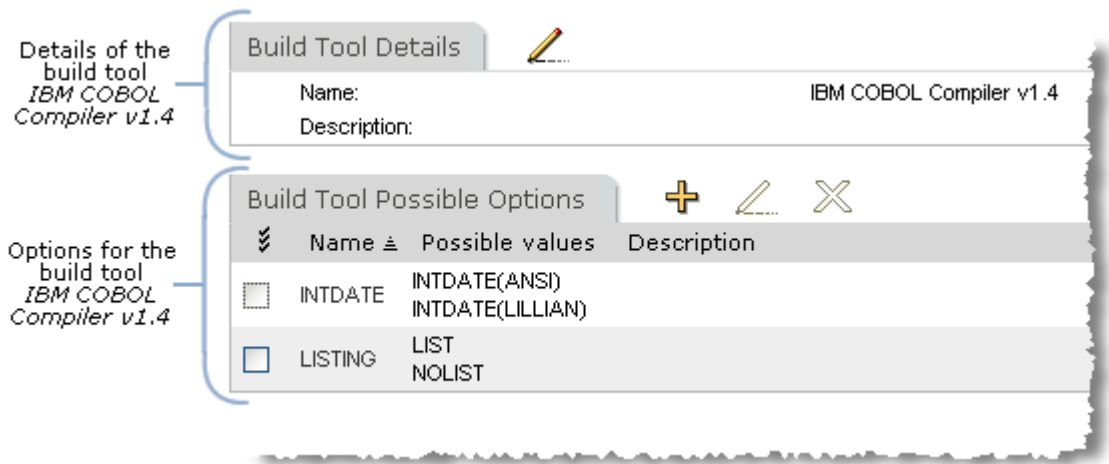 Details of the
build tool
IBM COBOL
Compiler v1.4
Build Tool Details
Name: IBM COBOL Compiler v1.4
Description:
Options for the
build tool
IBM COBOL
Compiler v1.4
Build Tool Possible Options
Name Possible values Description
INTDATE
INTDATE(ANSI)
INTDATE(LILLIAN)
LISTING
LIST
NOLIST